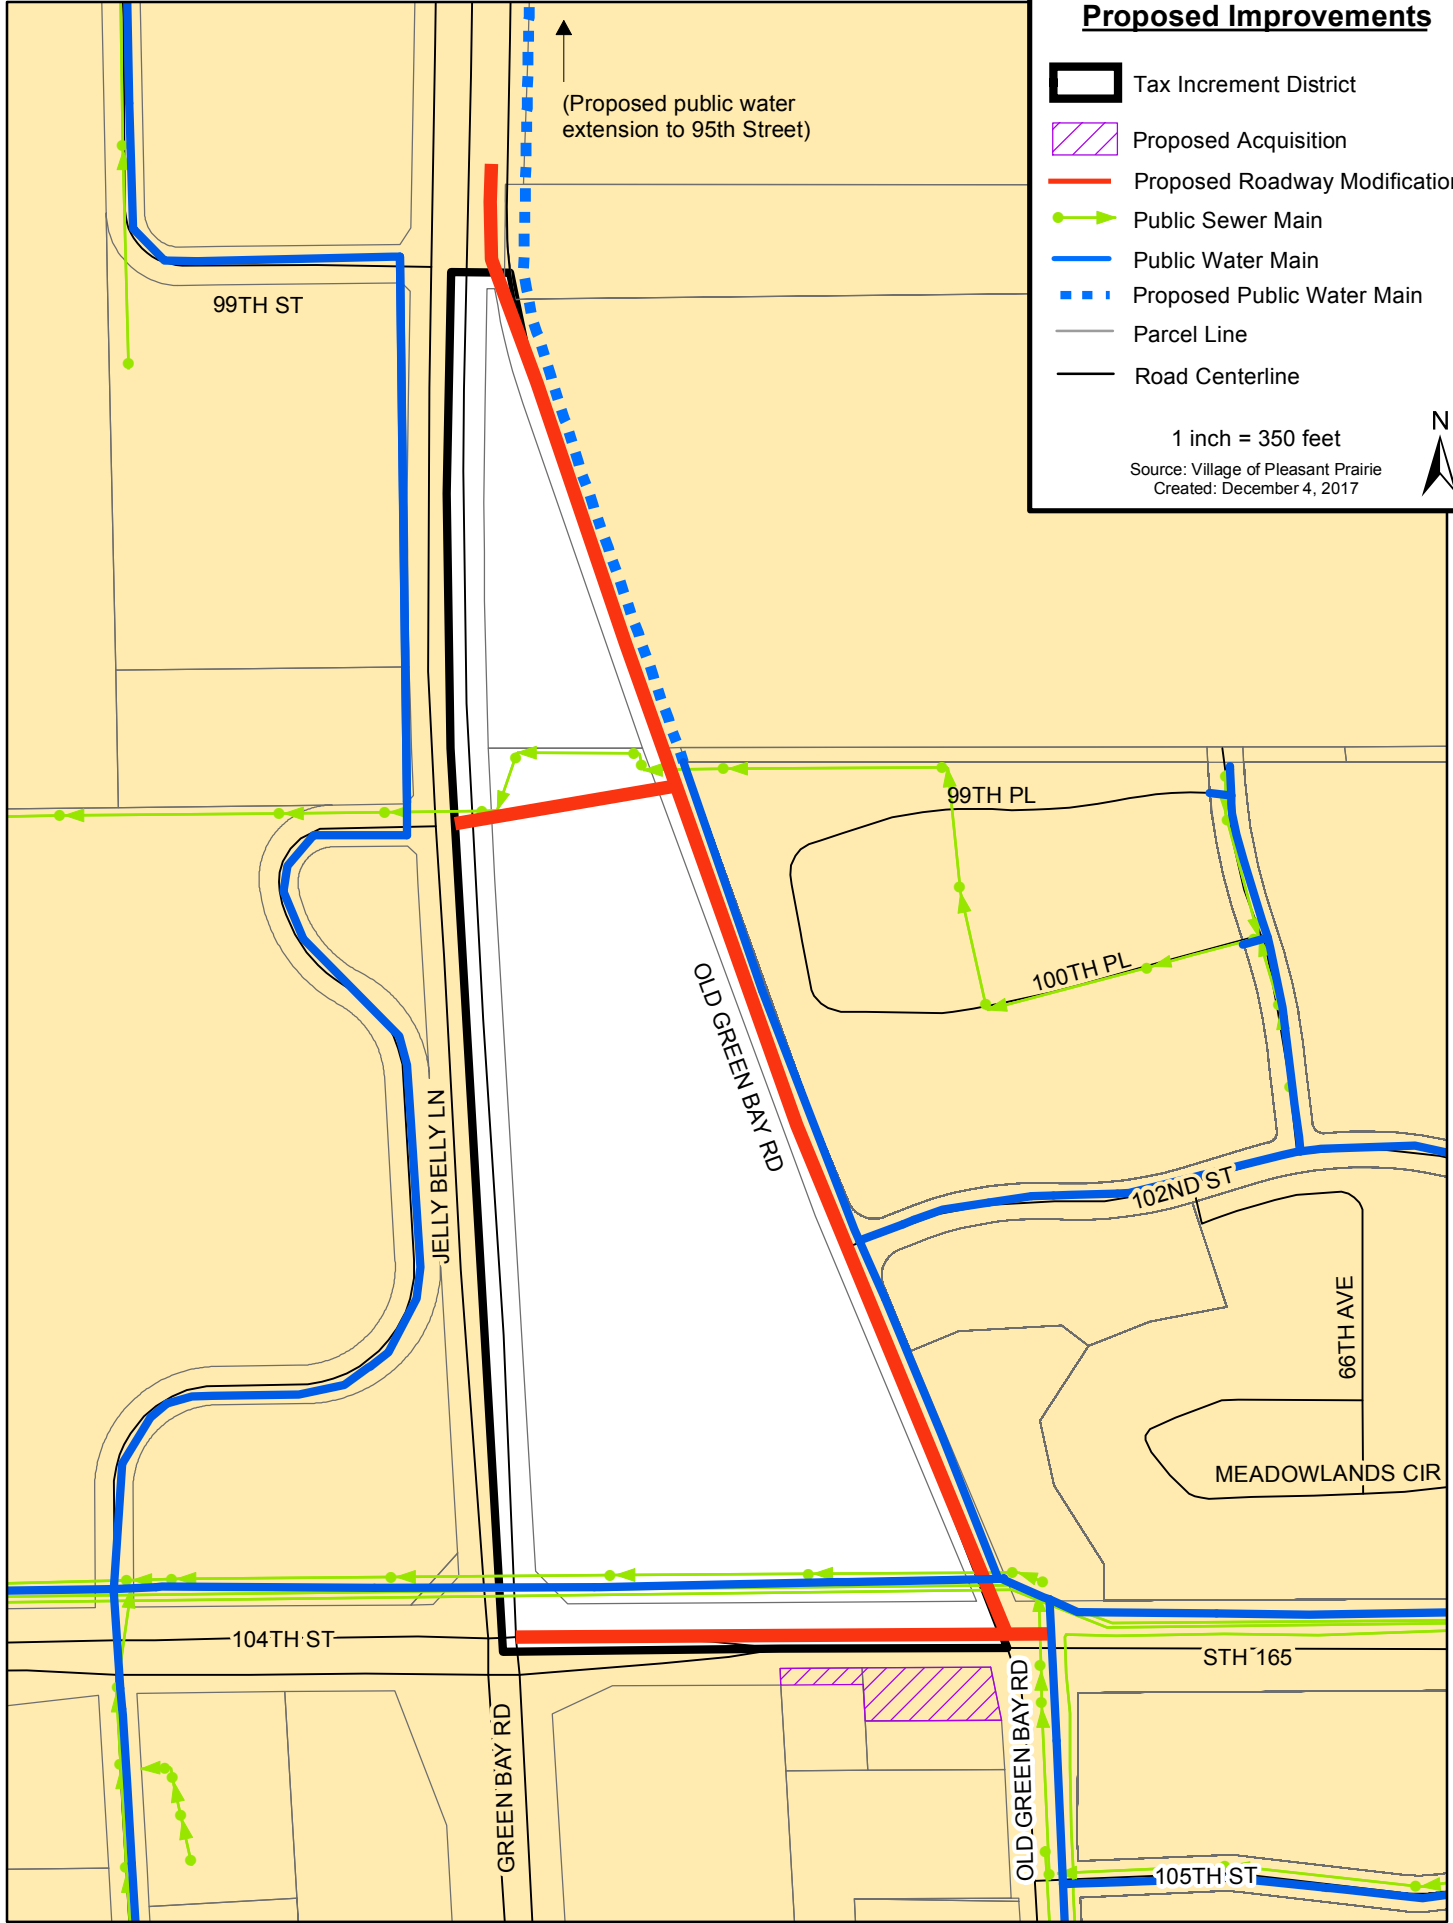 Proposed Improvements
Tax Increment District
Proposed Acquisition
Proposed Roadway Modification
Public Sewer Main
Public Water Main
Proposed Public Water Main
Parcel Line
Road Centerline
1 inch = 350 feet
N
Source: Village of Pleasant Prairie
Created: December 4, 2017
(Proposed public water
extension to 95th Street)
99TH ST
99TH PL
100TH PL
OLD GREEN BAY RD
JELLY BELLY LN
102ND ST
66TH AVE
MEADOWLANDS CIR
104TH ST
STH 165
GREEN BAY RD
OLD GREEN BAY RD
105TH ST